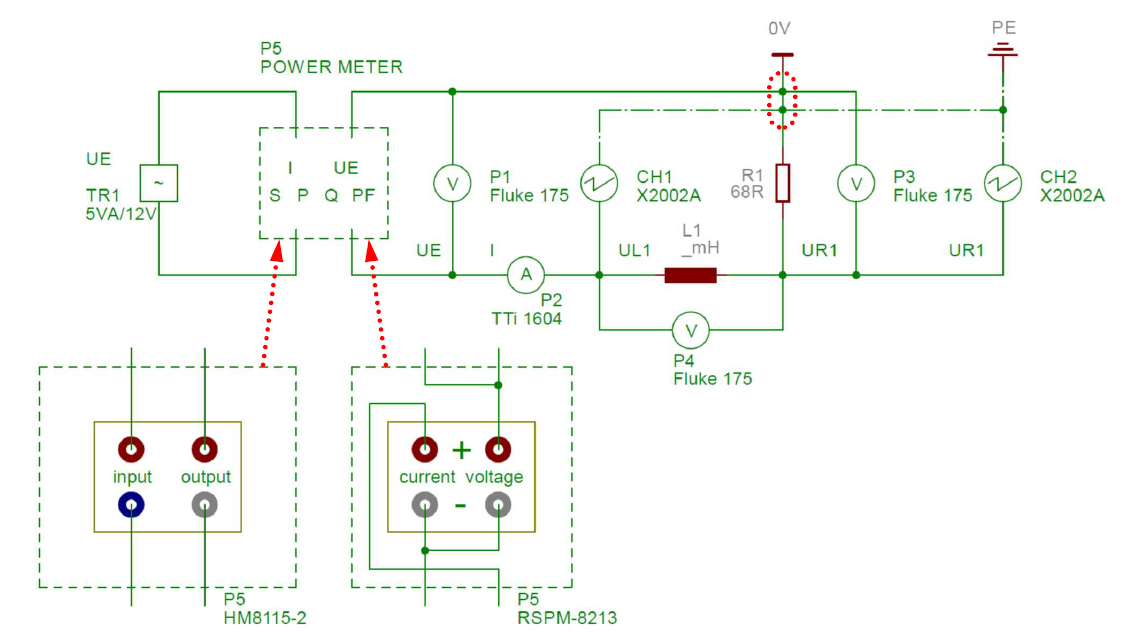 0V
PE
P5
POWER METER
UE
TR1
5VA/12V
~
I UE
S P Q PF
V
P1
Fluke 175
CH1
X2002A
R1
68R
V
P3
Fluke 175
CH2
X2002A
UE
I
A
P2
TTi 1604
UL1
L1
_mH
UR1
UR1
V
P4
Fluke 175
input output
P5
HM8115-2
+
current voltage
-
P5
RSPM-8213